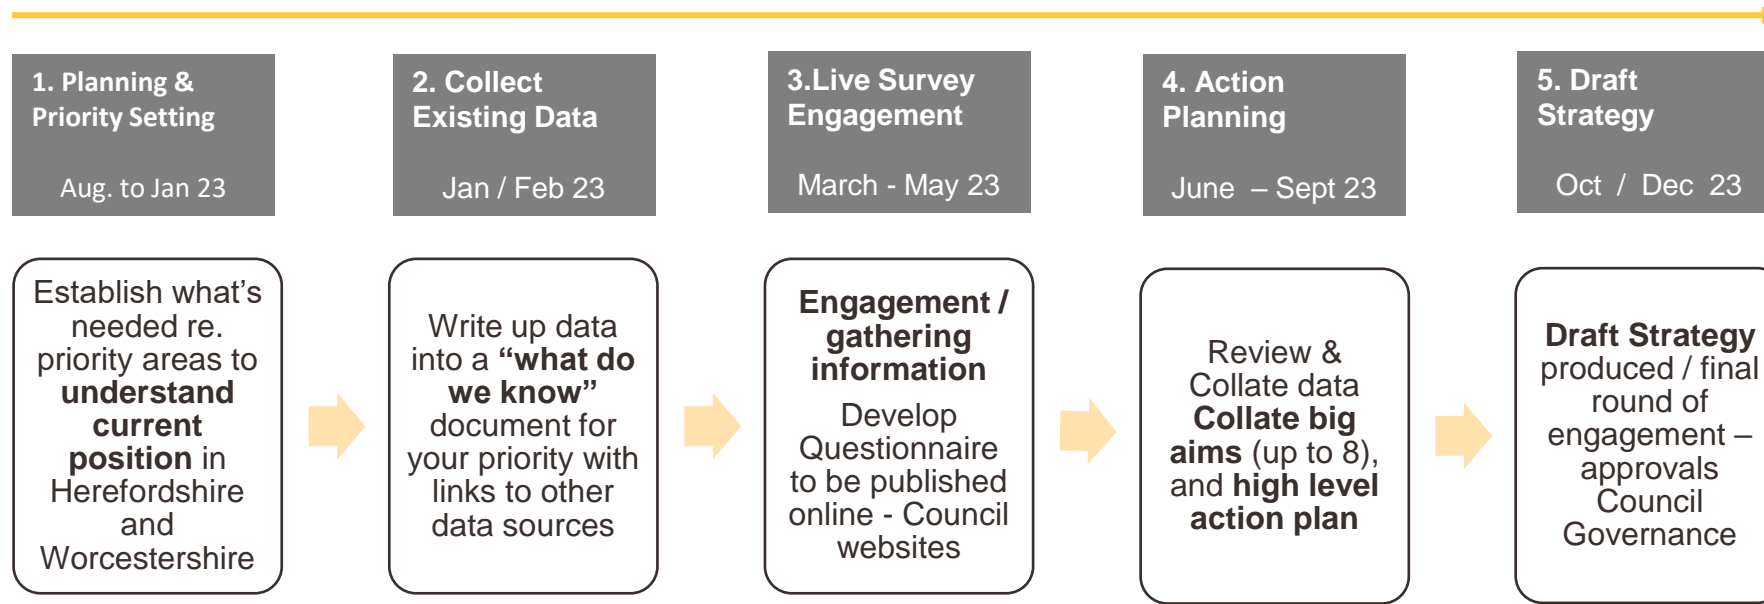 1. Planning &
Priority Setting
Aug. to Jan 23
2. Collect
Existing Data
Jan / Feb 23
3.Live Survey
Engagement
March - May 23
4. Action
Planning
June – Sept 23
5. Draft
Strategy
Oct / Dec 23
Establish what's
needed re.
priority areas to
understand
current
position in
Herefordshire
and
Worcestershire
Write up data
into a “what do
we know”
document for
your priority with
links to other
data sources
Engagement /
gathering
information
Develop
Questionnaire
to be published
online - Council
websites
Review &
Collate data
Collate big
aims (up to 8),
and high level
action plan
Draft Strategy
produced / final
round of
engagement –
approvals
Council
Governance